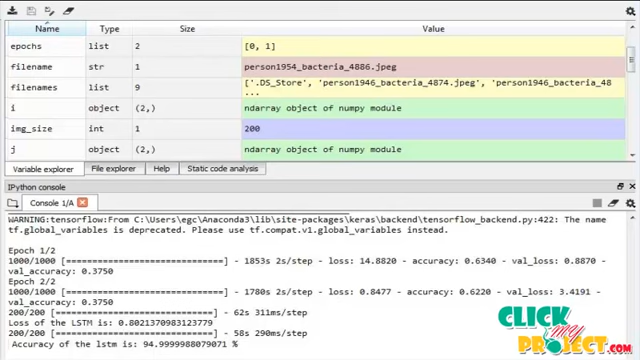 Name Type Size Value
epochs list 2 [0, 1]
filename str 1 person1954_bacteria_4886.jpeg
filenames list 9 ['.DS_Store', 'person1946_bacteria_4874.jpeg', 'person1946_bacteria_48
...
i object (2,) ndarray object of numpy module
img_size int 1 200
j object (2,) ndarray object of numpy module
Variable explorer File explorer Help Static code analysis
IPython console
Console 1/A
WARNING:tensorflow:From C:\Users\egc\Anaconda3\lib\site-packages\keras\backend\tensorflow_backend.py:422: The name
tf.global_variables is deprecated. Please use tf.compat.v1.global_variables instead.
Epoch 1/2
1000/1000 [==============================] - 1853s 2s/step - loss: 14.8820 - accuracy: 0.6340 - val_loss: 0.8870 -
val_accuracy: 0.3750
Epoch 2/2
1000/1000 [==============================] - 1780s 2s/step - loss: 0.8477 - accuracy: 0.6220 - val_loss: 3.4191 -
val_accuracy: 0.3750
200/200 [==============================] - 62s 311ms/step
Loss of the LSTM is: 0.8021370983123779
200/200 [==============================] - 58s 290ms/step
Accuracy of the lstm is: 94.9999988079071 %
CLICK
my
PROJECT.COM